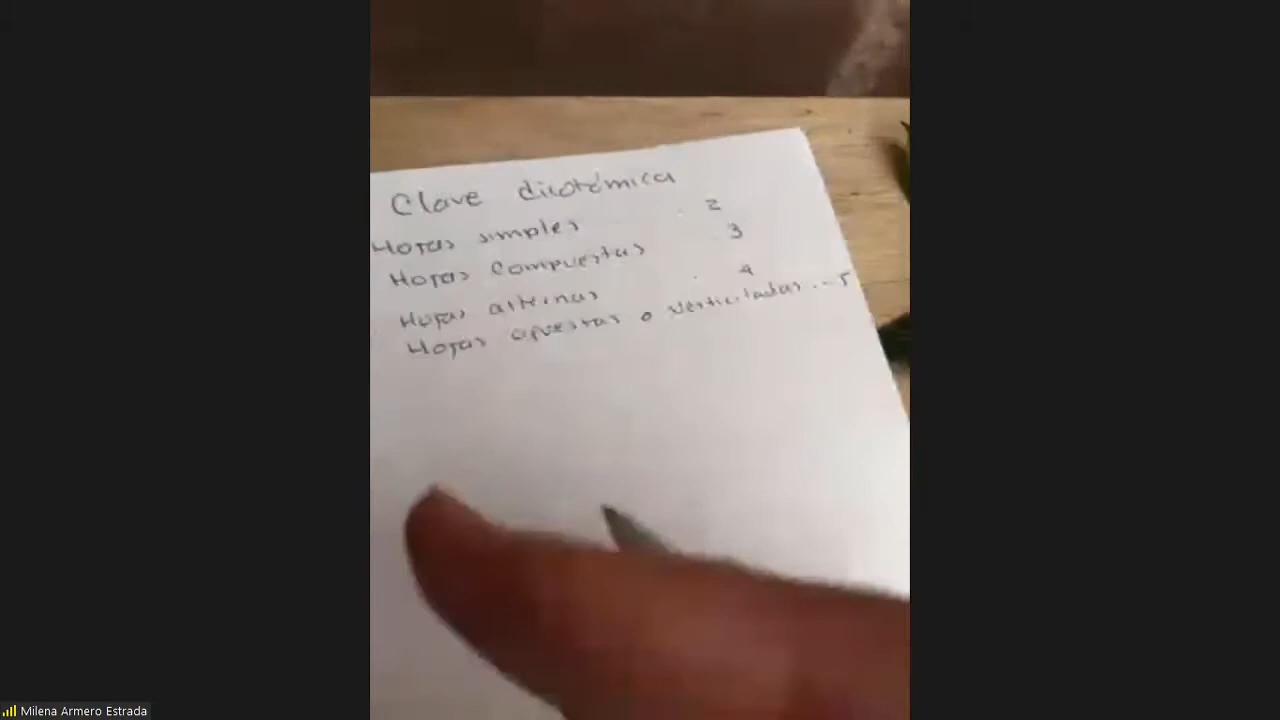 Clave dicotómica
Hojas simples . 2
Hojas compuestas 3
Hojas alternas . 4
Hojas opuestas o verticiladas...5
Milena Armero Estrada